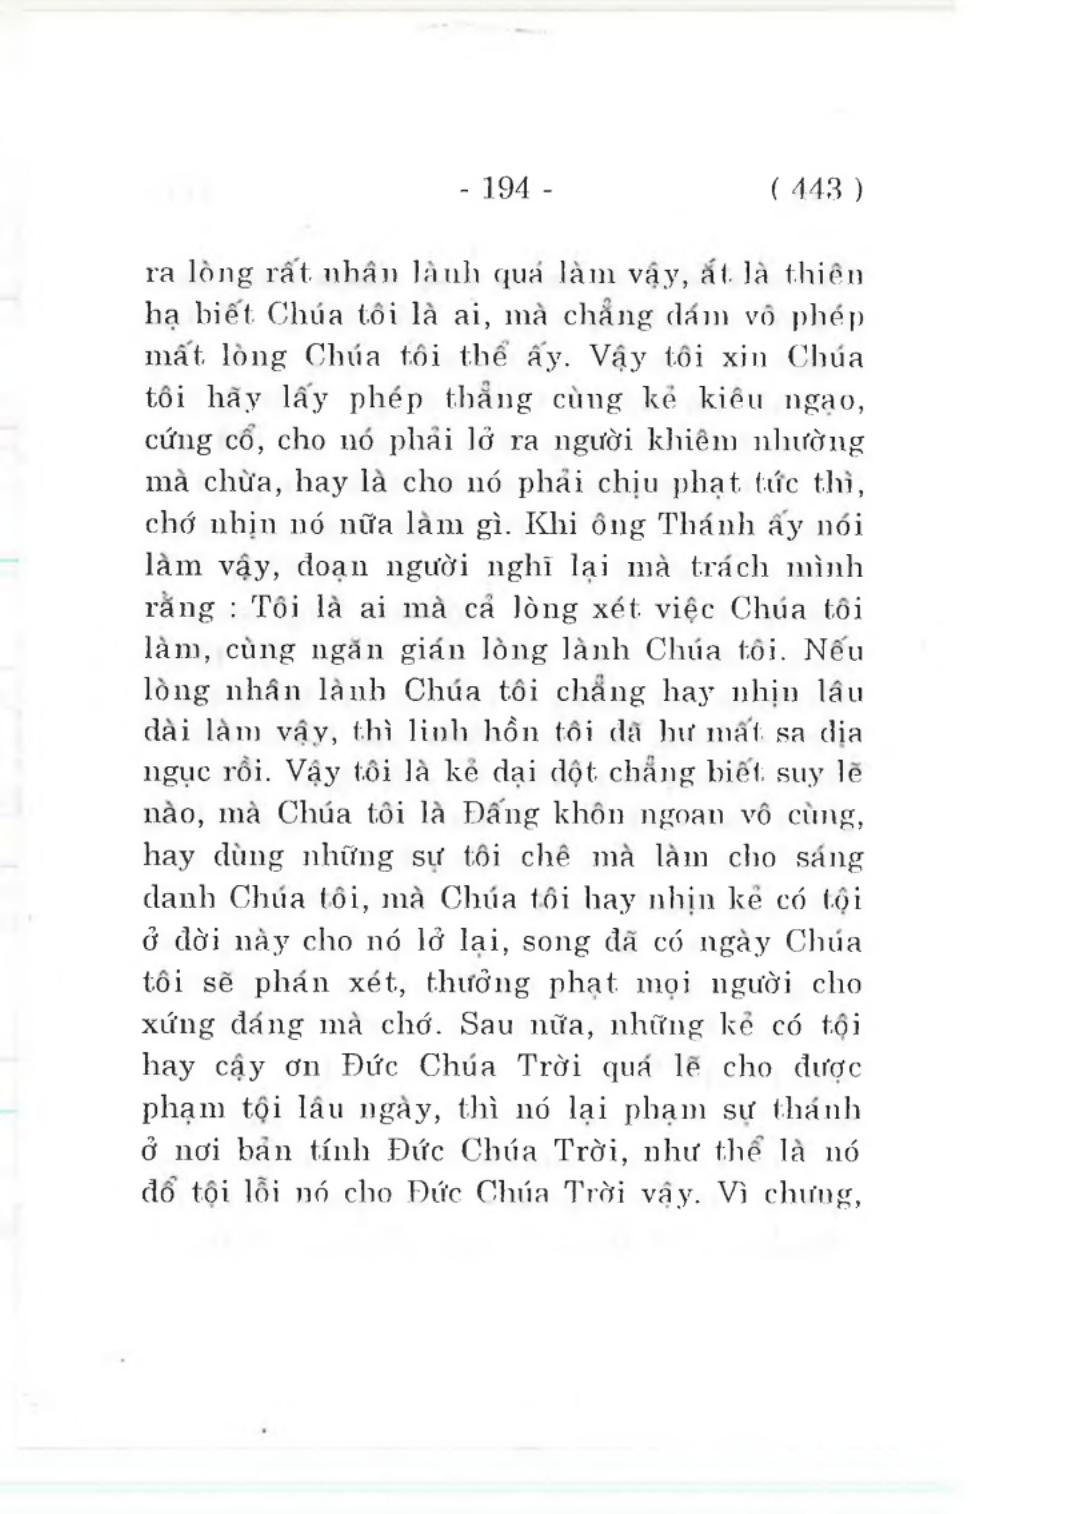 - 194 - ( 443 )
ra lòng rất nhân lành quá làm vậy, ắt là thiên
hạ biết Chúa tôi là ai, mà chẳng dám vô phép
mất lòng Chúa tôi thể ấy. Vậy tôi xin Chúa
tôi hãy lấy phép thẳng cùng kẻ kiêu ngạo,
cứng cổ, cho nó phải lở ra người khiêm nhường
mà chừa, hay là cho nó phải chịu phạt tức thì,
chớ nhịn nó nữa làm gì. Khi ông Thánh ấy nói
làm vậy, đoạn người nghĩ lại mà trách mình
rằng : Tôi là ai mà cả lòng xét việc Chúa tôi
làm, cùng ngăn gián lòng lành Chúa tôi. Nếu
lòng nhân lành Chúa tôi chẳng hay nhịn lâu
dài làm vậy, thì linh hồn tôi đã hư mất sa địa
ngục rồi. Vậy tôi là kẻ dại dột chẳng biết suy lẽ
nào, mà Chúa tôi là Đấng khôn ngoan vô cùng,
hay dùng những sự tôi chê mà làm cho sáng
danh Chúa tôi, mà Chúa tôi hay nhịn kẻ có tội
ở đời này cho nó lở lại, song đã có ngày Chúa
tôi sẽ phán xét, thưởng phạt mọi người cho
xứng đáng mà chớ. Sau nữa, những kẻ có tội
hay cậy ơn Đức Chúa Trời quá lẽ cho được
phạm tội lâu ngày, thì nó lại phạm sự thánh
ở nơi bản tính Đức Chúa Trời, như thể là nó
đổ tội lỗi nó cho Đức Chúa Trời vậy. Vì chưng,